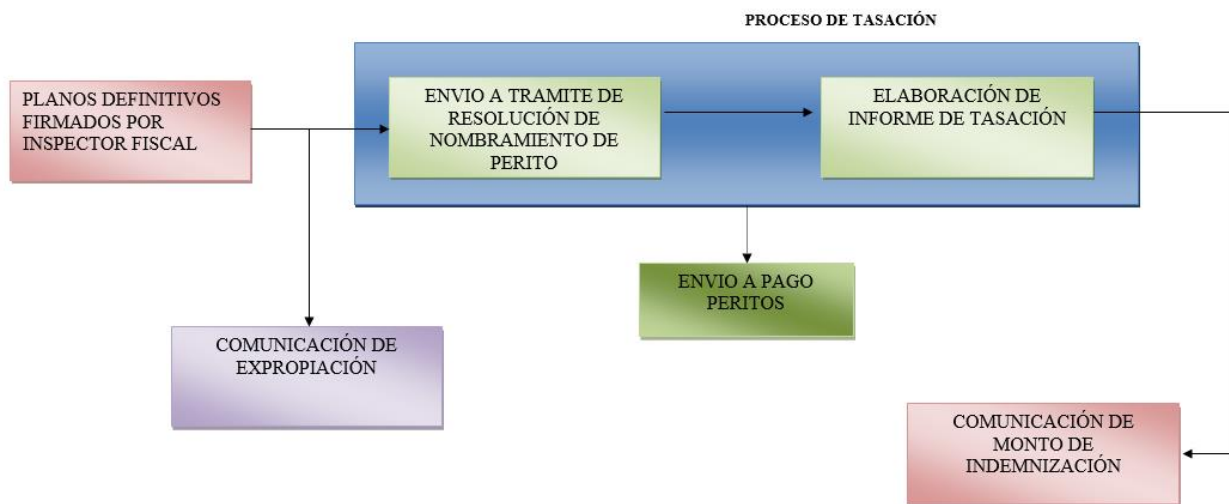 PROCESO DE TASACIÓN
PLANOS DEFINITIVOS
FIRMADOS POR
INSPECTOR FISCAL
ENVIO A TRAMITE DE
RESOLUCIÓN DE
NOMBRAMIENTO DE
PERITO
ELABORACIÓN DE
INFORME DE TASACIÓN
ENVIO A PAGO
PERITOS
COMUNICACIÓN DE
EXPROPIACIÓN
COMUNICACIÓN DE
MONTO DE
INDEMNIZACIÓN